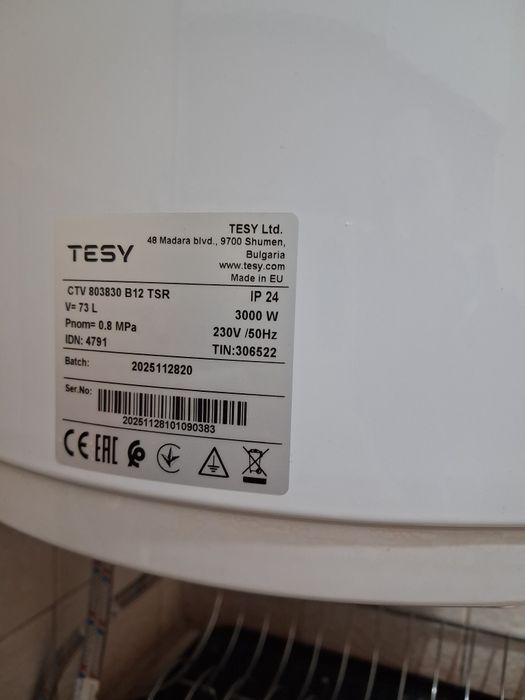 TESY
TESY Ltd.
48 Madara blvd., 9700 Shumen,
Bulgaria
www.tesy.com
Made in EU
CTV 803830 B12 TSR
IP 24
V= 73 L
3000 W
Pnom= 0.8 MPa
230V /50Hz
IDN: 4791
TIN:306522
Batch: 2025112820
Ser.No:
20251128101090383
CE EAC